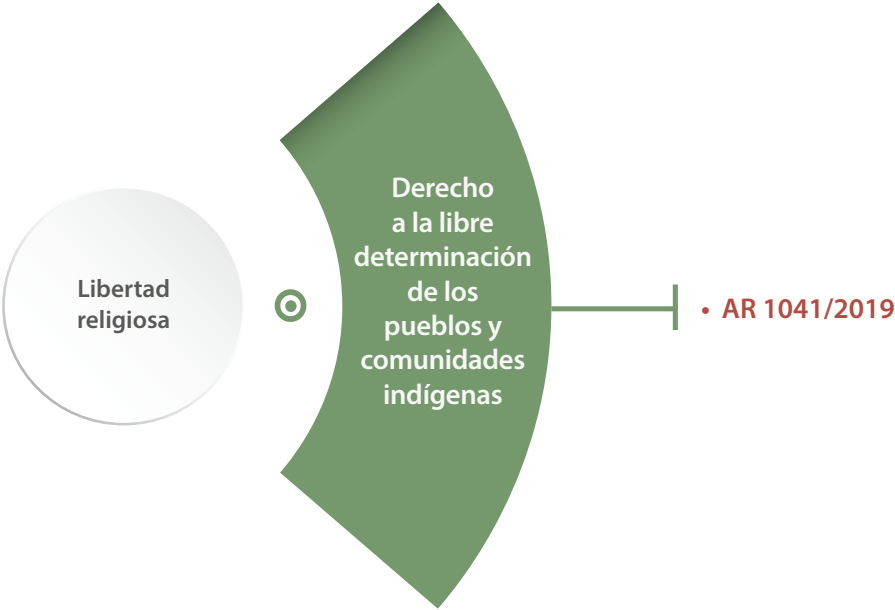 Libertad
religiosa
Derecho
a la libre
determinación
de los
pueblos y
comunidades
indígenas
• AR 1041/2019